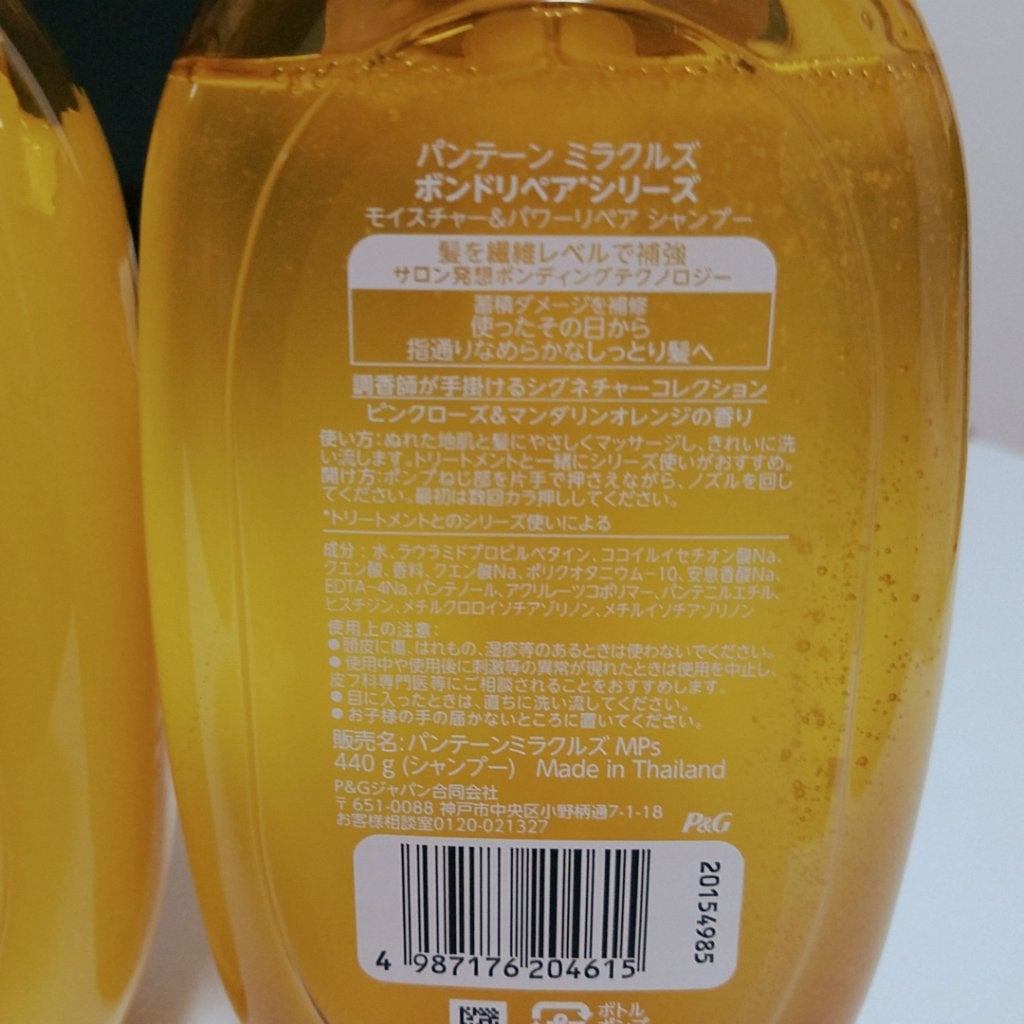 パンテーン ミラクルズ
ボンドリペア*シリーズ
モイスチャー&パワーリペア シャンプー
髪を繊維レベルで補強
サロン発想ボンディングテクノロジー
蓄積ダメージを補修
使ったその日から
指通りなめらかなしっとり髪へ
調香師が手掛けるシグネチャーコレクション
ピンクローズ&マンダリンオレンジの香り
使い方：ぬれた地肌と髪にやさしくマッサージし、きれいに洗
い流します。トリートメントと一緒にシリーズ使いがおすすめ。
開け方：ポンプねじ部を片手で押さえながら、ノズルを回し
てください。最初は数回カラ押ししてください。
*トリートメントとのシリーズ使いによる
成分：水、ラウラミドプロピルベタイン、ココイルイセチオン酸Na、
クエン酸、香料、クエン酸Na、ポリクオタニウム-10、安息香酸Na、
EDTA-4Na、パンテノール、アクリレーツコポリマー、パンテニルエチル、
ヒスチジン、メチルクロロイソチアゾリノン、メチルイソチアゾリノン
使用上の注意：
●頭皮に傷、はれもの、湿疹等のあるときは使わないでください。
●使用中や使用後に刺激等の異常が現れたときは使用を中止し、
皮フ科専門医等にご相談されることをおすすめします。
●目に入ったときは、直ちに洗い流してください。
●お子様の手の届かないところに置いてください。
販売名：パンテーンミラクルズ MPs
440 g (シャンプー) Made in Thailand
P&Gジャパン合同会社
〒651-0088 神戸市中央区小野柄通7-1-18
お客様相談室0120-021327
P&G
20154985
4 987176 204615
ボトル
ポンプ